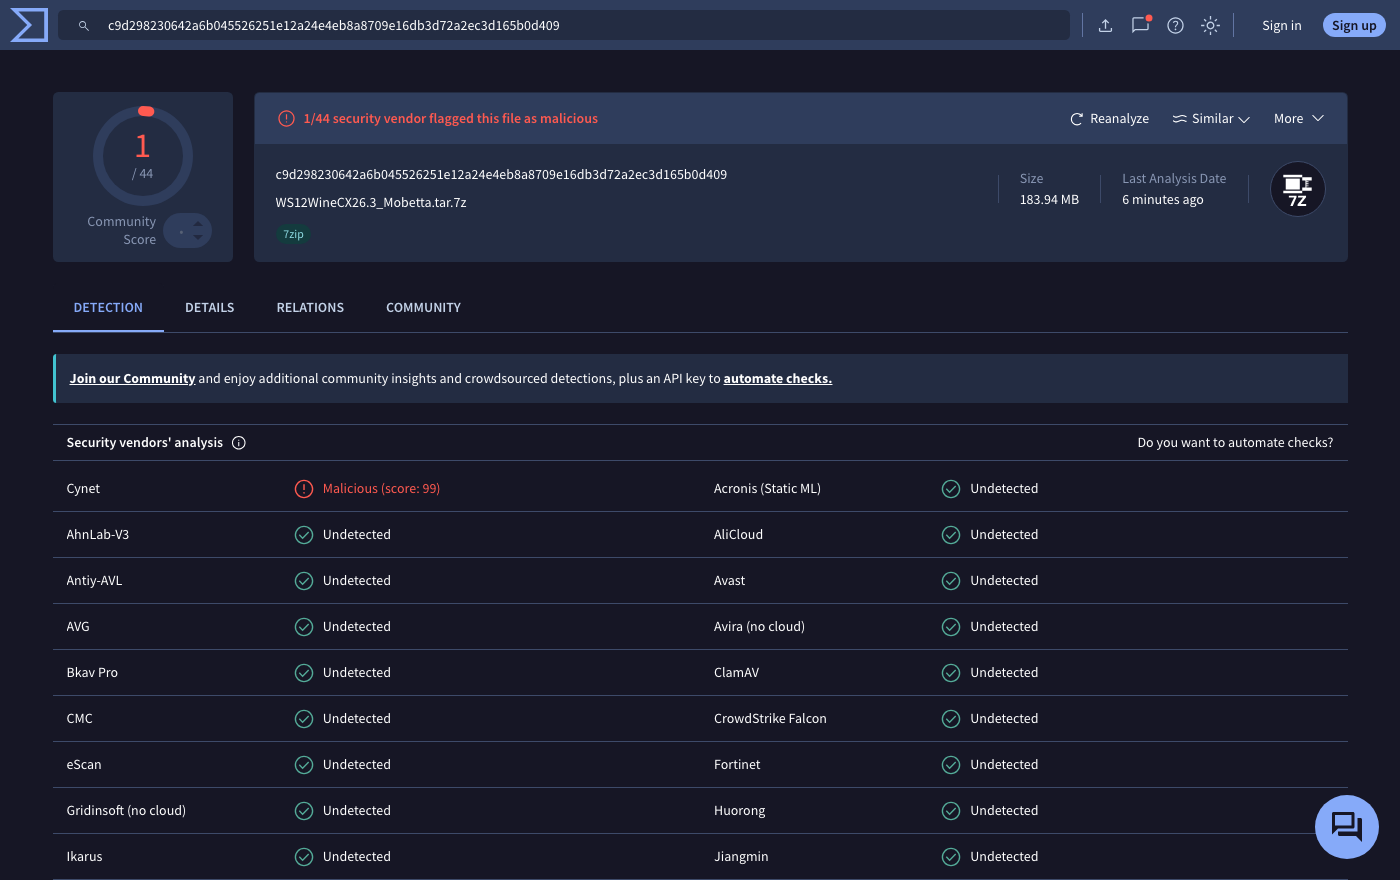 c9d298230642a6b045526251e12a24e4eb8a8709e16db3d72a2ec3d165b0d409
Sign in
Sign up
1
/ 44
Community
Score
1/44 security vendor flagged this file as malicious
Reanalyze
Similar
More
c9d298230642a6b045526251e12a24e4eb8a8709e16db3d72a2ec3d165b0d409
WS12WineCX26.3_Mobetta.tar.7z
7zip
Size
183.94 MB
Last Analysis Date
6 minutes ago
7Z
DETECTION
DETAILS
RELATIONS
COMMUNITY
Join our Community and enjoy additional community insights and crowdsourced detections, plus an API key to automate checks.
Security vendors' analysis
Do you want to automate checks?
Cynet
Malicious (score: 99)
Acronis (Static ML)
Undetected
AhnLab-V3
Undetected
AliCloud
Undetected
Antiy-AVL
Undetected
Avast
Undetected
AVG
Undetected
Avira (no cloud)
Undetected
Bkav Pro
Undetected
ClamAV
Undetected
CMC
Undetected
CrowdStrike Falcon
Undetected
eScan
Undetected
Fortinet
Undetected
Gridinsoft (no cloud)
Undetected
Huorong
Undetected
Ikarus
Undetected
Jiangmin
Undetected